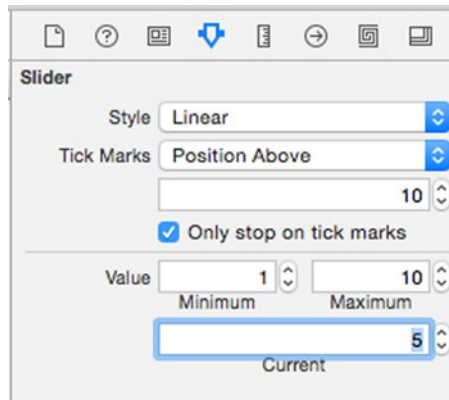 Slider
Style Linear
Tick Marks Position Above
10
Only stop on tick marks
Value 1 10
Minimum Maximum
5
Current